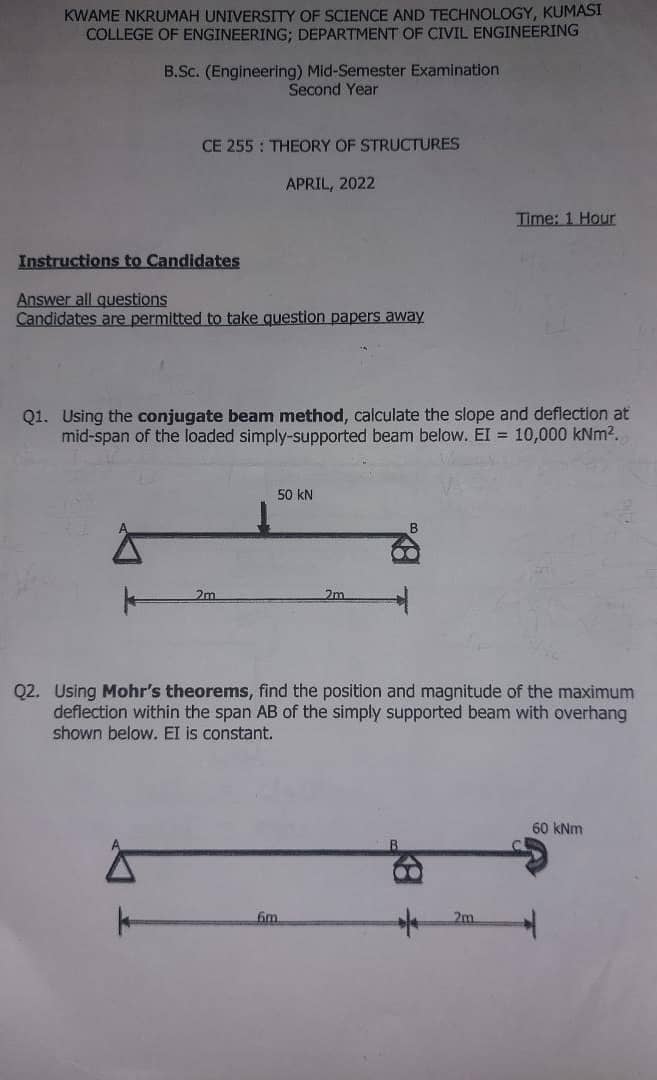 KWAME NKRUMAH UNIVERSITY OF SCIENCE AND TECHNOLOGY, KUMASI
COLLEGE OF ENGINEERING; DEPARTMENT OF CIVIL ENGINEERING
B.Sc. (Engineering) Mid-Semester Examination
Second Year
CE 255 : THEORY OF STRUCTURES
APRIL, 2022
Time: 1 Hour
Instructions to Candidates
Answer all questions
Candidates are permitted to take question papers away
Q1. Using the conjugate beam method, calculate the slope and deflection at
mid-span of the loaded simply-supported beam below. EI = 10,000 kNm².
50 kN
A B
2m 2m
Q2. Using Mohr's theorems, find the position and magnitude of the maximum
deflection within the span AB of the simply supported beam with overhang
shown below. EI is constant.
60 kNm
A B C
6m 2m